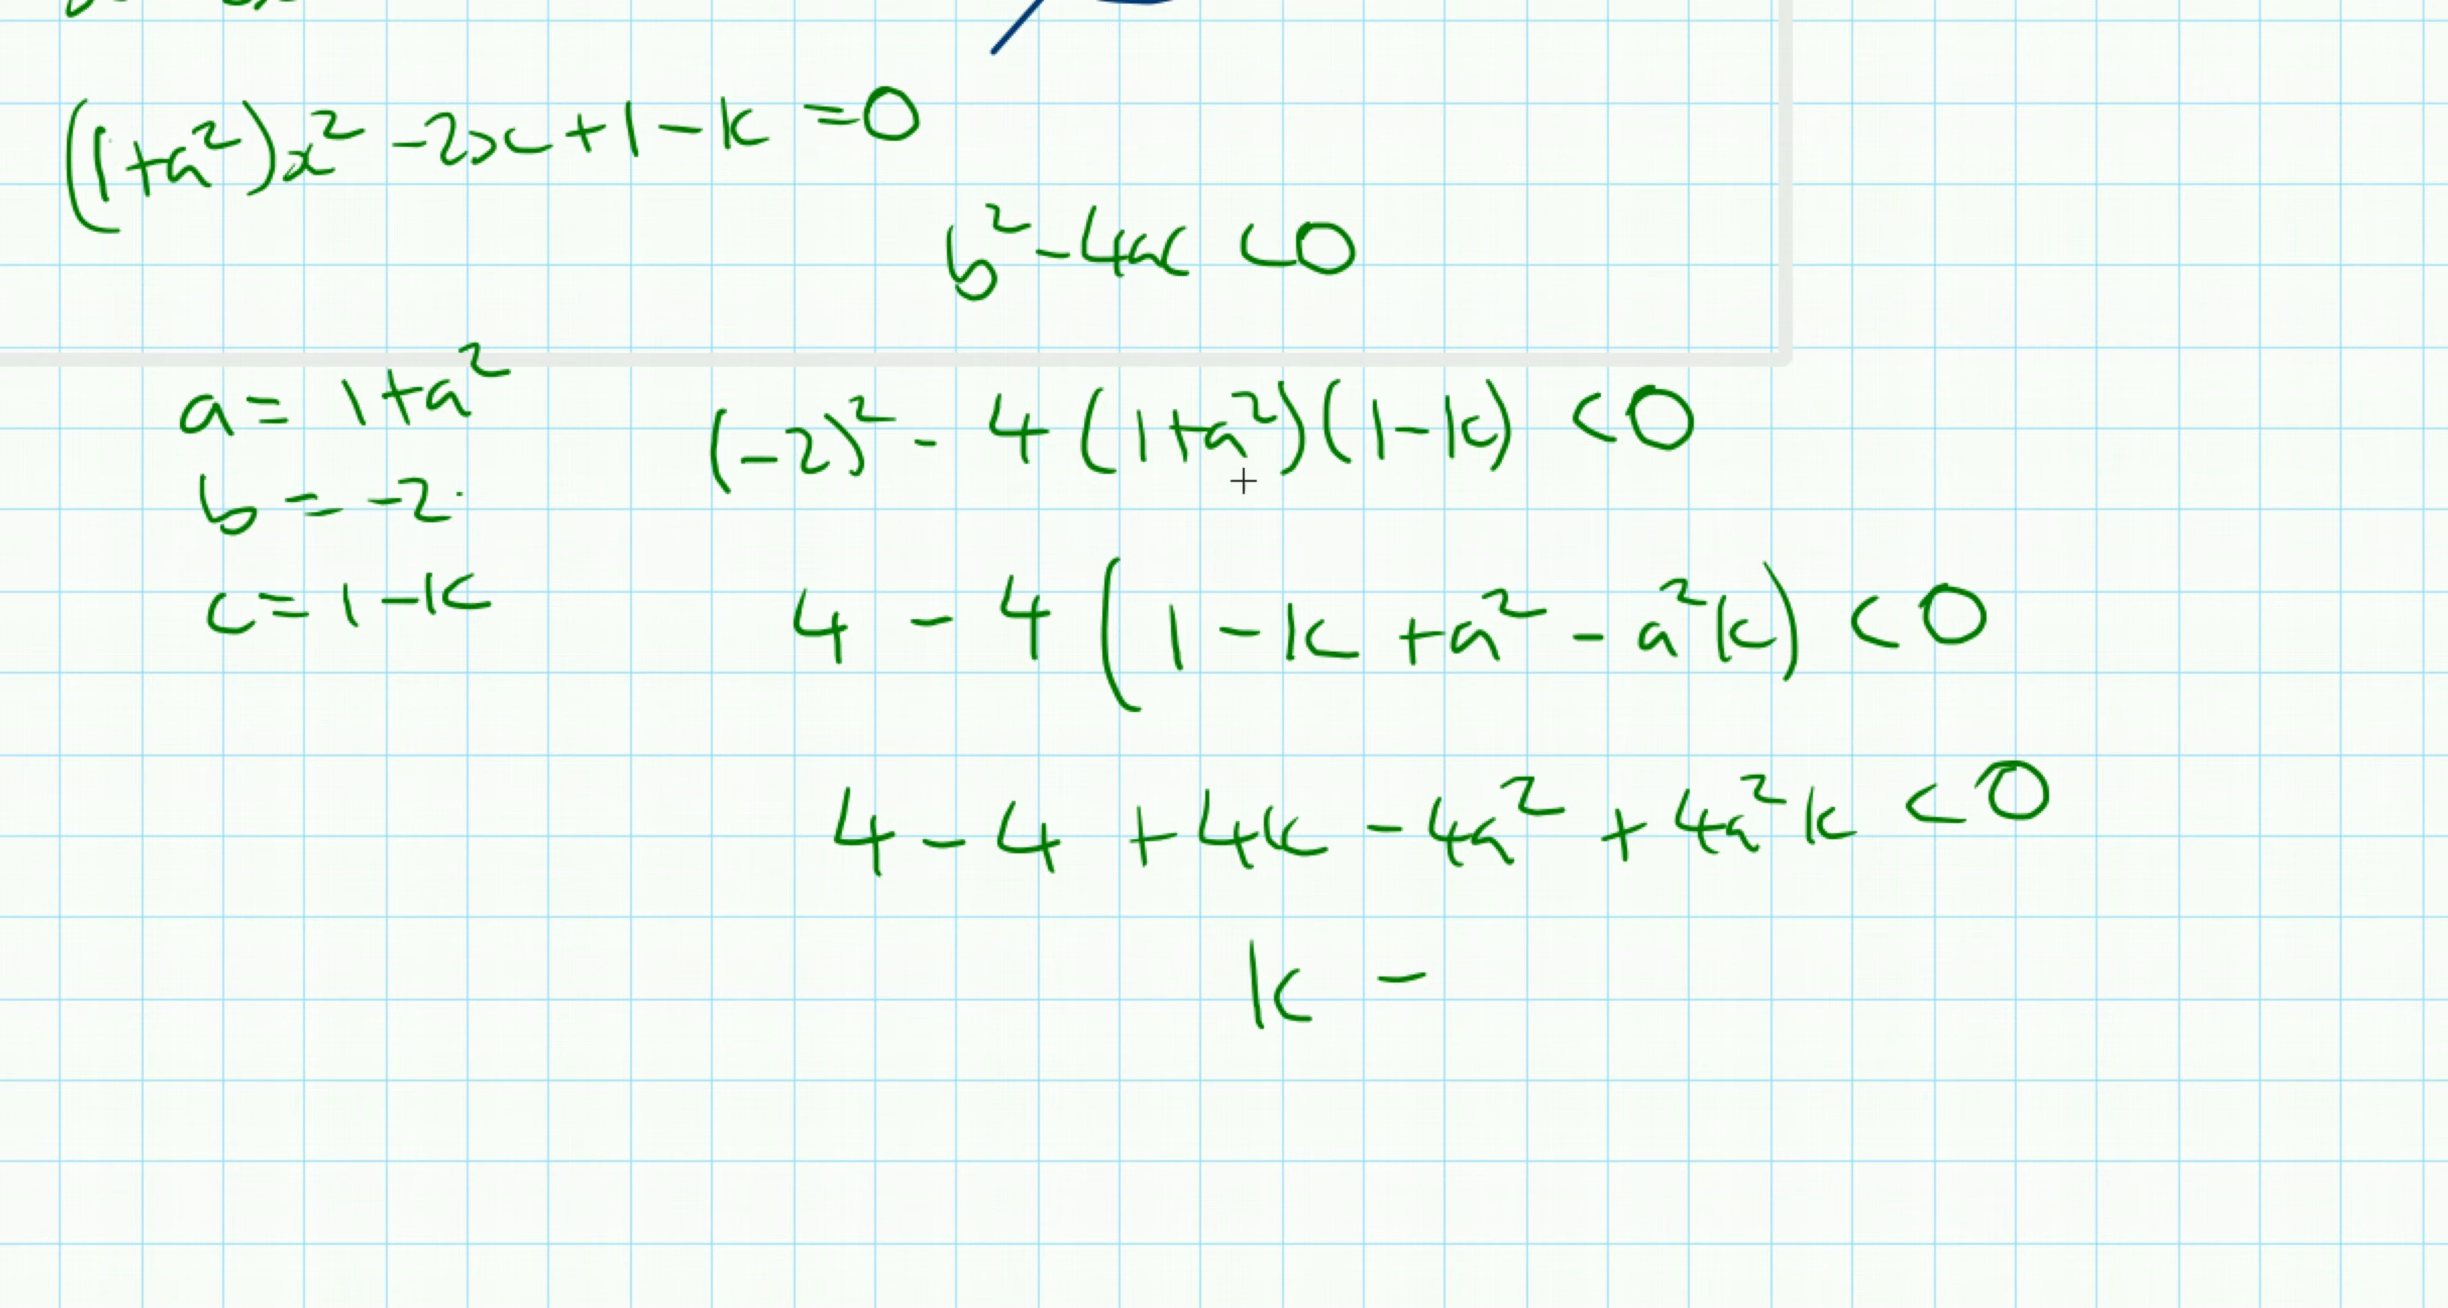 (1+a²)x² -2x+1-k =0
b²-4ac <0
a= 1+a²
(-2)² - 4(1+a²)(1-k) <0
b = -2
c=1-k
4 - 4(1-k +a² - a²k) <0
4-4 +4k -4a² +4a²k <0
k -